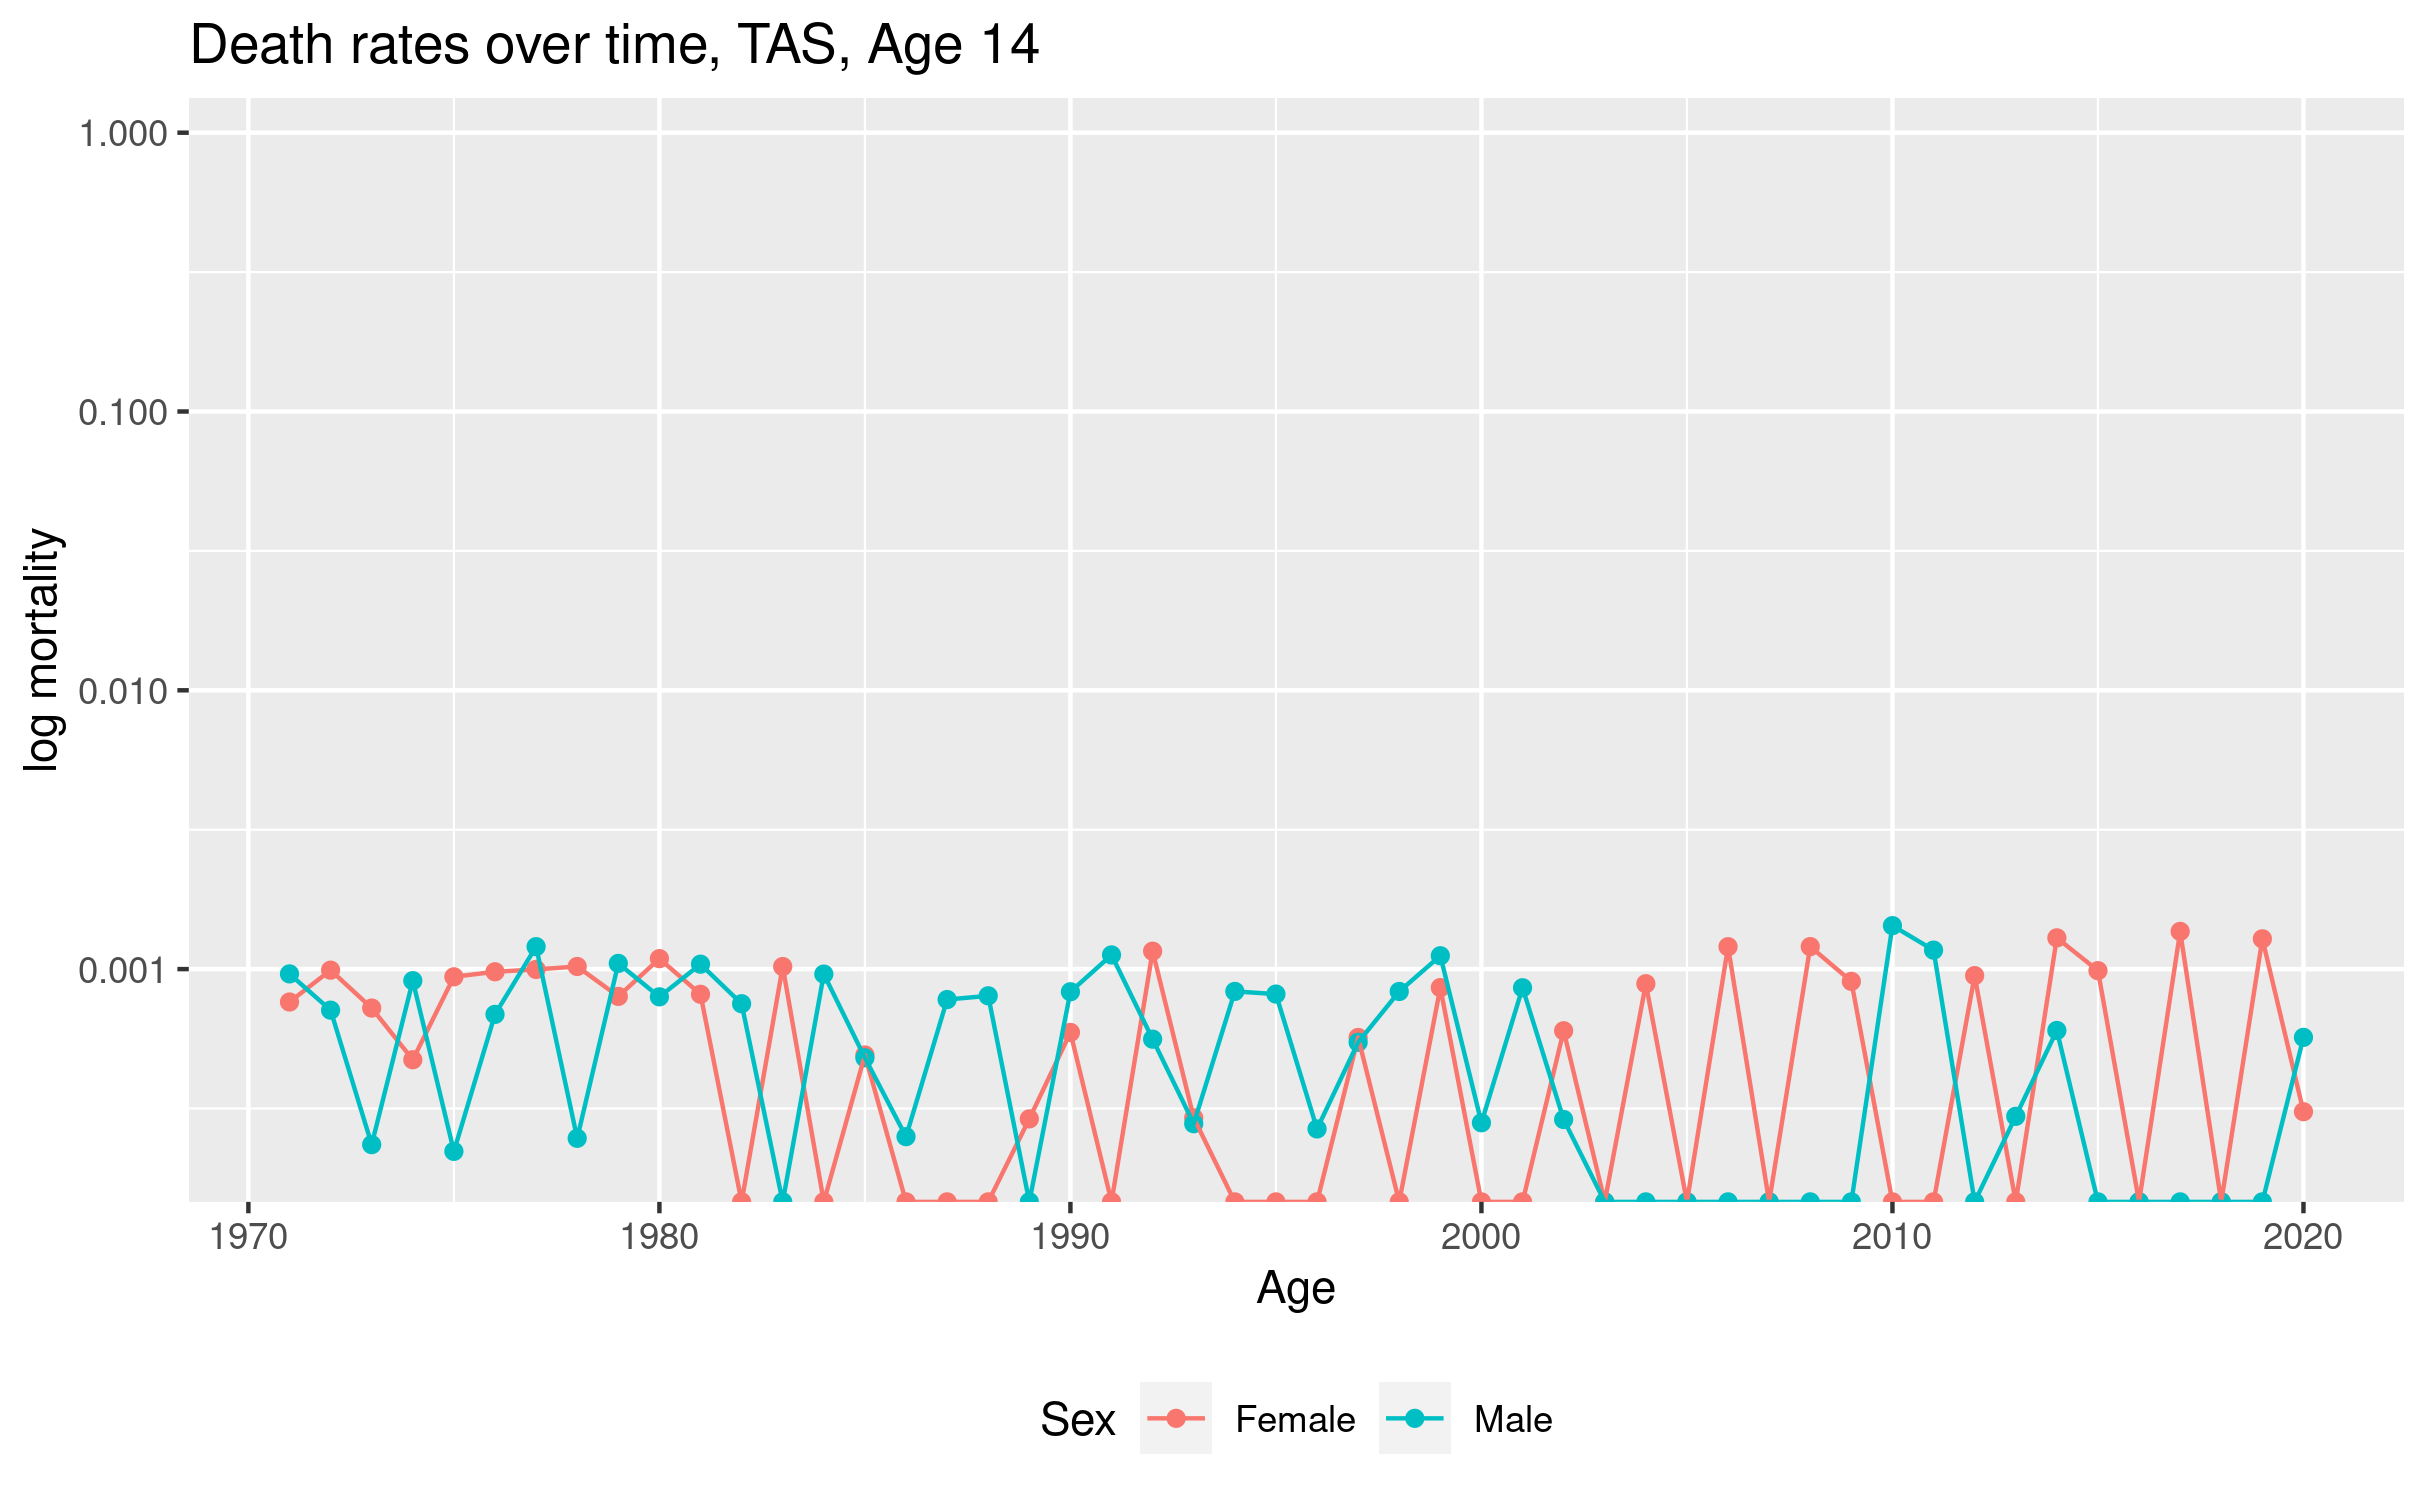 Death rates over time, TAS, Age 14
1.000
0.100
0.010
0.001
log mortality
1970 1980 1990 2000 2010 2020
Age
Sex Female Male